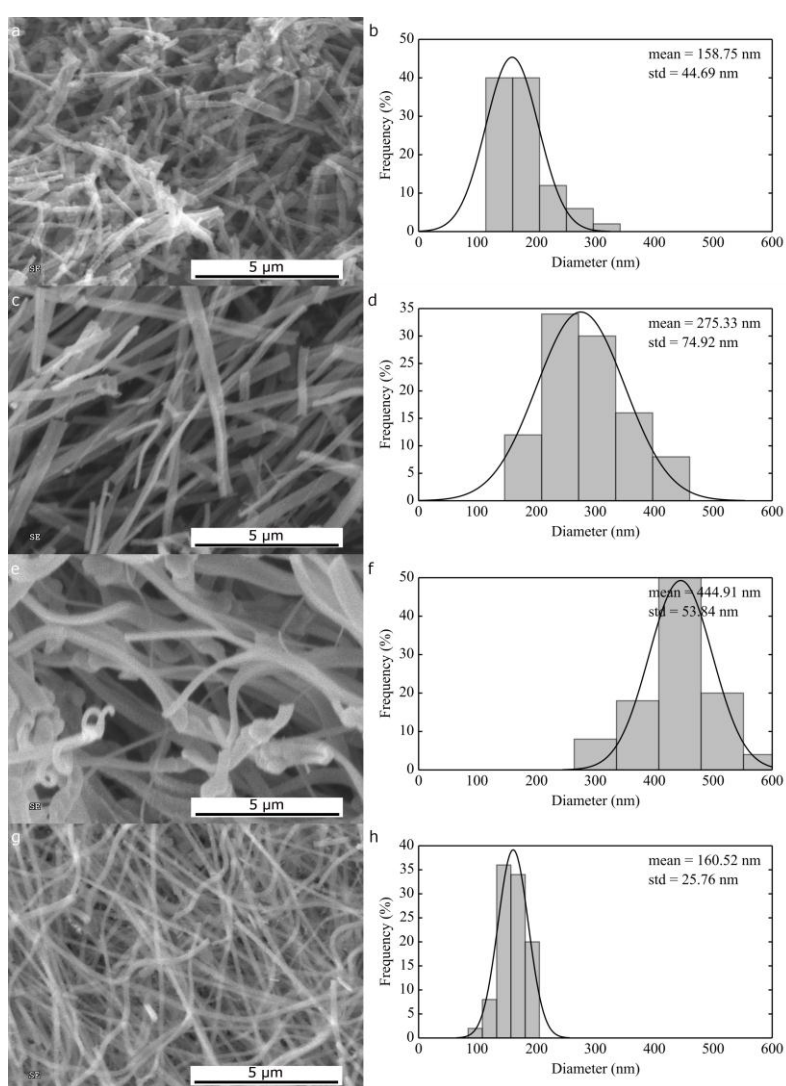 a
SE
5 µm
b
50
40
30
20
10
0
0 100 200 300 400 500 600
Frequency (%)
Diameter (nm)
mean = 158.75 nm
std = 44.69 nm
c
SE
5 µm
d
35
30
25
20
15
10
5
0
0 100 200 300 400 500 600
Frequency (%)
Diameter (nm)
mean = 275.33 nm
std = 74.92 nm
e
SE
5 µm
f
50
40
30
20
10
0
0 100 200 300 400 500 600
Frequency (%)
Diameter (nm)
mean = 444.91 nm
std = 53.84 nm
g
SE
5 µm
h
40
35
30
25
20
15
10
5
0
0 100 200 300 400 500 600
Frequency (%)
Diameter (nm)
mean = 160.52 nm
std = 25.76 nm